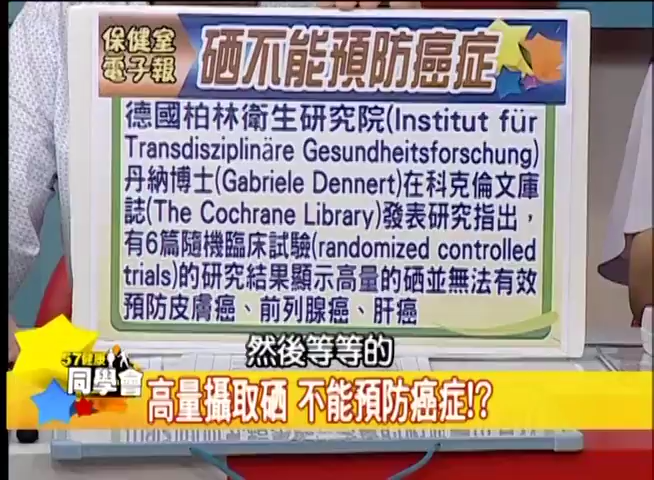 保健室
電子報
硒不能預防癌症
德國柏林衛生研究院(Institut für
Transdisziplinäre Gesundheitsforschung)
丹納博士(Gabriele Dennert)在科克倫文庫
誌(The Cochrane Library)發表研究指出，
有6篇隨機臨床試驗(randomized controlled
trials)的研究結果顯示高量的硒並無法有效
預防皮膚癌、前列腺癌、肝癌
然後等等的
57健康
同學會
高量攝取硒 不能預防癌症!?